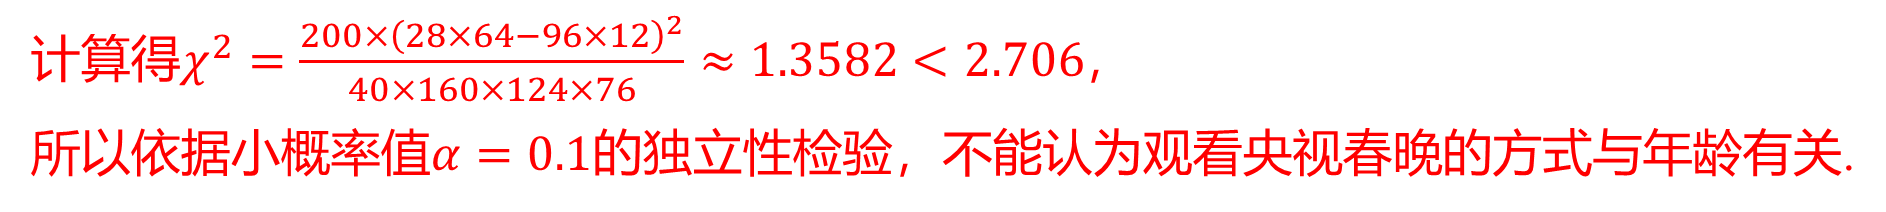 计算得χ² = 200×(28×64−96×12)²/40×160×124×76 ≈ 1.3582 < 2.706,
所以依据小概率值α = 0.1的独立性检验，不能认为观看央视春晚的方式与年龄有关.